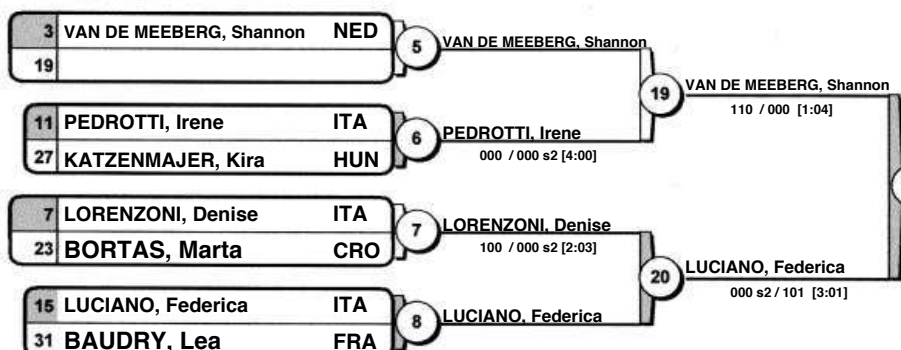 3 VAN DE MEEBERG, Shannon NED
19
5
VAN DE MEEBERG, Shannon
11 PEDROTTI, Irene ITA
27 KATZENMAJER, Kira HUN
6
PEDROTTI, Irene
000 / 000 s2 [4:00]
19
VAN DE MEEBERG, Shannon
110 / 000 [1:04]
7 LORENZONI, Denise ITA
23 BORTAS, Marta CRO
7
LORENZONI, Denise
100 / 000 s2 [2:03]
15 LUCIANO, Federica ITA
31 BAUDRY, Lea FRA
8
LUCIANO, Federica
20
LUCIANO, Federica
000 s2 / 101 [3:01]